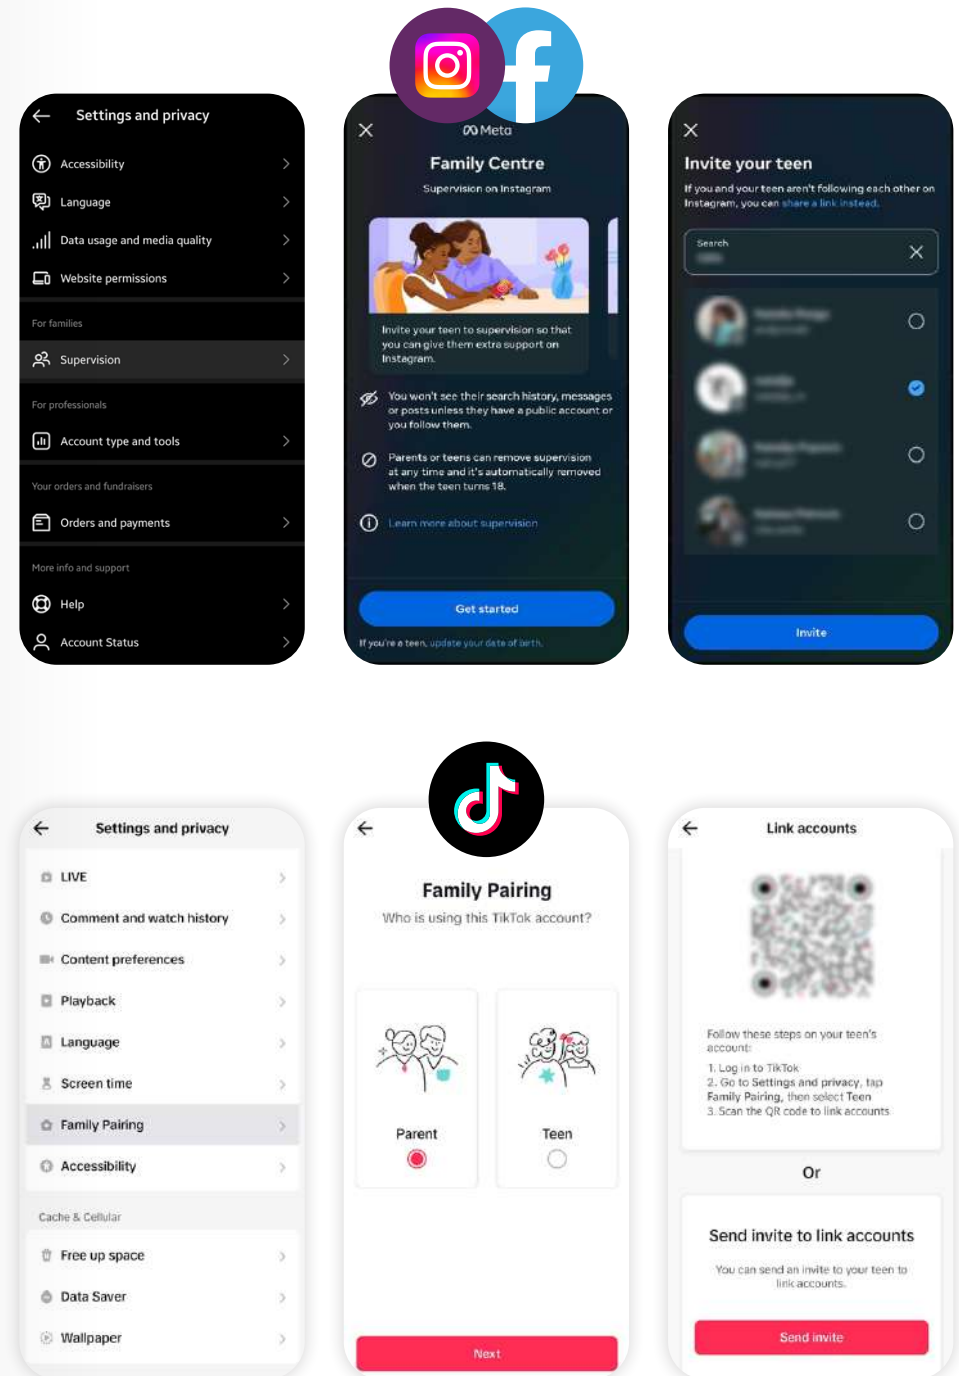 Settings and privacy
Accessibility
Language
Data usage and media quality
Website permissions
For families
Supervision
For professionals
Account type and tools
Your orders and fundraisers
Orders and payments
More info and support
Help
Account Status
Meta
Family Centre
Supervision on Instagram
Invite your teen to supervision so that
you can give them extra support on
Instagram.
You won't see their search history, messages
or posts unless they have a public account or
you follow them.
Parents or teens can remove supervision
at any time and it's automatically removed
when the teen turns 18.
Learn more about supervision
Get started
If you're a teen, update your date of birth.
Invite your teen
If you and your teen aren't following each other on
Instagram, you can share a link instead.
Search
Invite
Settings and privacy
LIVE
Comment and watch history
Content preferences
Playback
Language
Screen time
Family Pairing
Accessibility
Cache & Cellular
Free up space
Data Saver
Wallpaper
Family Pairing
Who is using this TikTok account?
Parent
Teen
Next
Link accounts
Follow these steps on your teen's
account:
1. Log in to TikTok
2. Go to Settings and privacy, tap
Family Pairing, then select Teen
3. Scan the QR code to link accounts
Or
Send invite to link accounts
You can send an invite to your teen to
link accounts.
Send invite